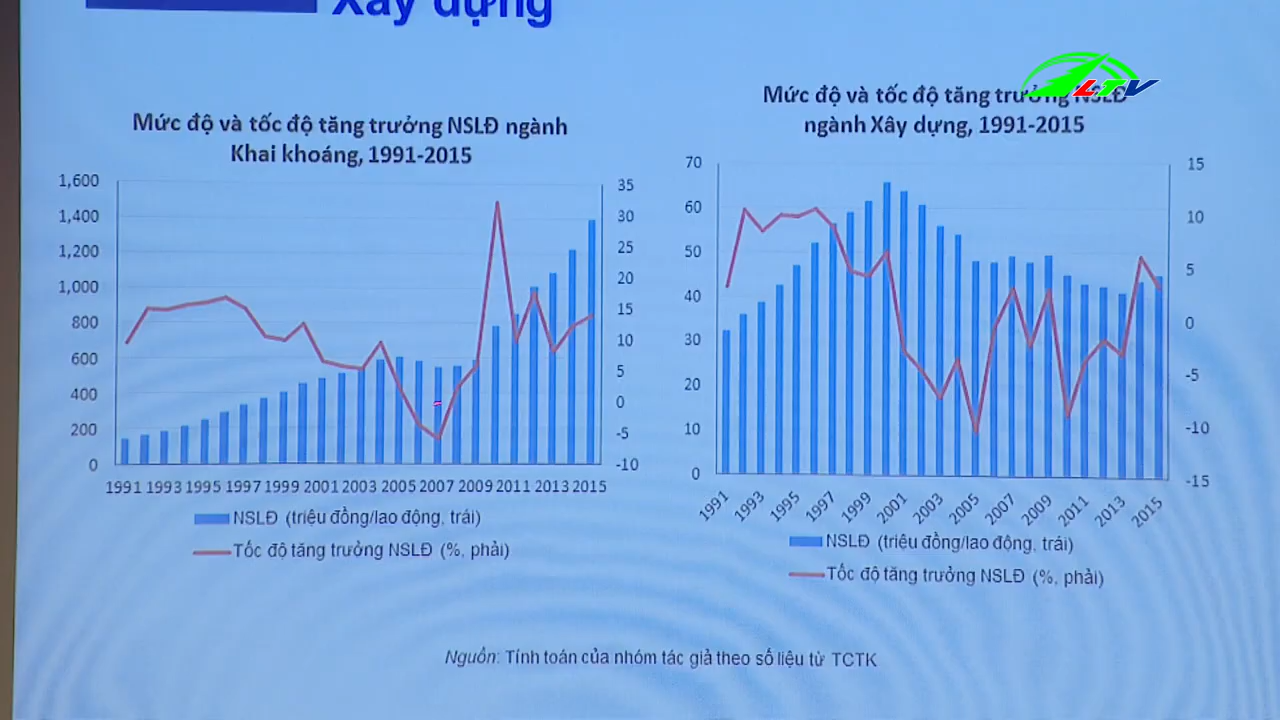 Xây dựng
LTV
Mức độ và tốc độ tăng trưởng NSLĐ ngành
Khai khoáng, 1991-2015
1,600
1,400
1,200
1,000
800
600
400
200
0
35
30
25
20
15
10
5
0
-5
-10
1991 1993 1995 1997 1999 2001 2003 2005 2007 2009 2011 2013 2015
NSLĐ (triệu đồng/lao động, trái)
Tốc độ tăng trưởng NSLĐ (%, phải)
Mức độ và tốc độ tăng trưởng NSLĐ
ngành Xây dựng, 1991-2015
70
60
50
40
30
20
10
0
15
10
5
0
-5
-10
-15
1991 1993 1995 1997 1999 2001 2003 2005 2007 2009 2011 2013 2015
NSLĐ (triệu đồng/lao động, trái)
Tốc độ tăng trưởng NSLĐ (%, phải)
Nguồn: Tính toán của nhóm tác giả theo số liệu từ TCTK